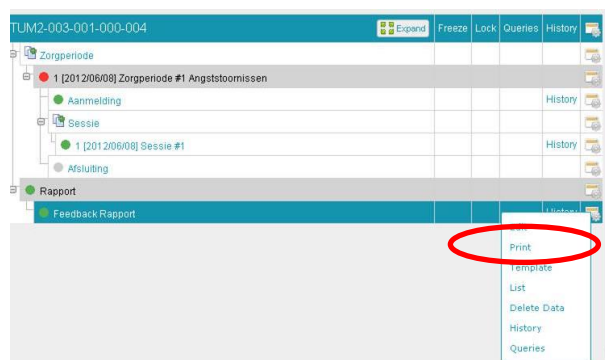 TUM2-003-001-000-004 Expand Freeze Lock Queries History
Zorgperiode
1 [2012/06/08] Zorgperiode #1 Angststoornissen
Aanmelding History
Sessie
1 [2012/06/08] Sessie #1 History
Afsluiting
Rapport
Feedback Rapport History
Print
Template
List
Delete Data
History
Queries